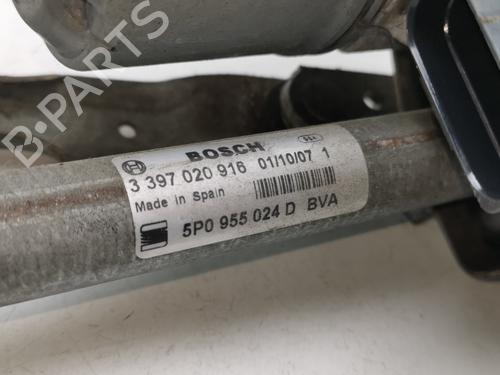 BOSCH
3 397 020 916 01/10/07 1
Made in Spain
5P0 955 024 D BVA
B-PARTS